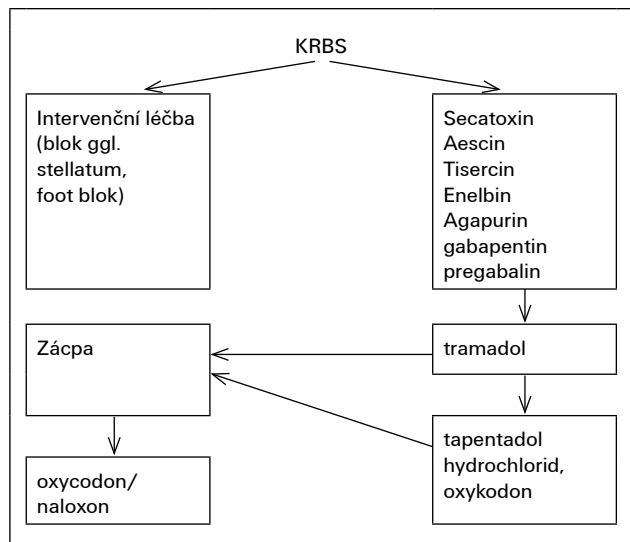 KRBS
Intervenční léčba
(blok ggl.
stellatum,
foot blok)
Secatoxin
Aescin
Tisercin
Enelbin
Agapurin
gabapentin
pregabalin
Zácpa
tramadol
oxycodon/
naloxon
tapentadol
hydrochlorid,
oxykodon